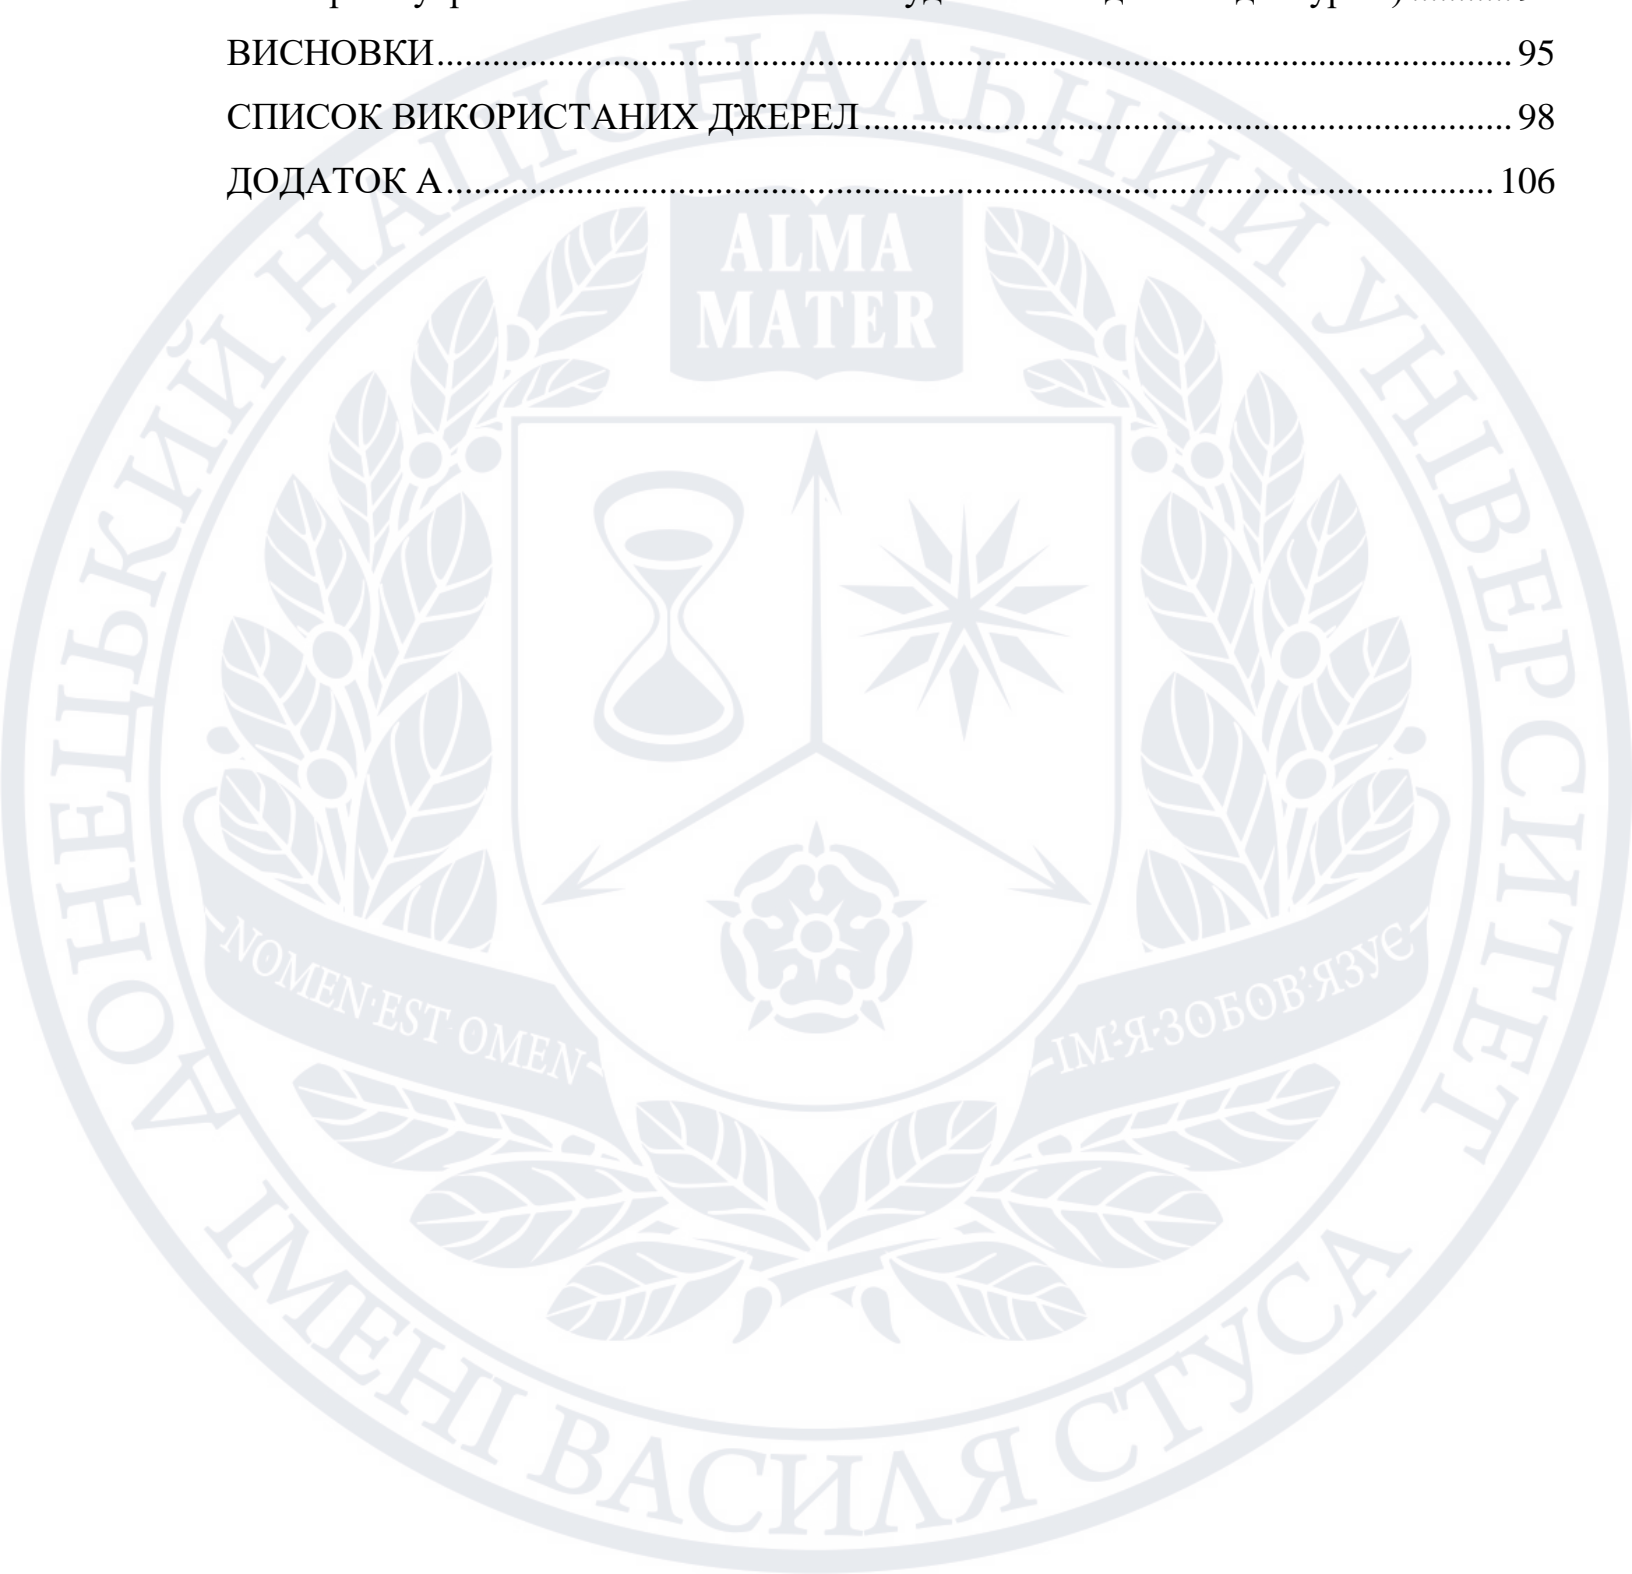 ВИСНОВКИ.......... 95
СПИСОК ВИКОРИСТАНИХ ДЖЕРЕЛ.......... 98
ДОДАТОК А.......... 106
ДОНЕЦЬКИЙ НАЦІОНАЛЬНИЙ УНІВЕРСИТЕТ
ІМЕНІ ВАСИЛЯ СТУСА
ALMA
MATER
NOMEN·EST·OMEN
ІМ'Я·ЗОБОВ'ЯЗУЄ